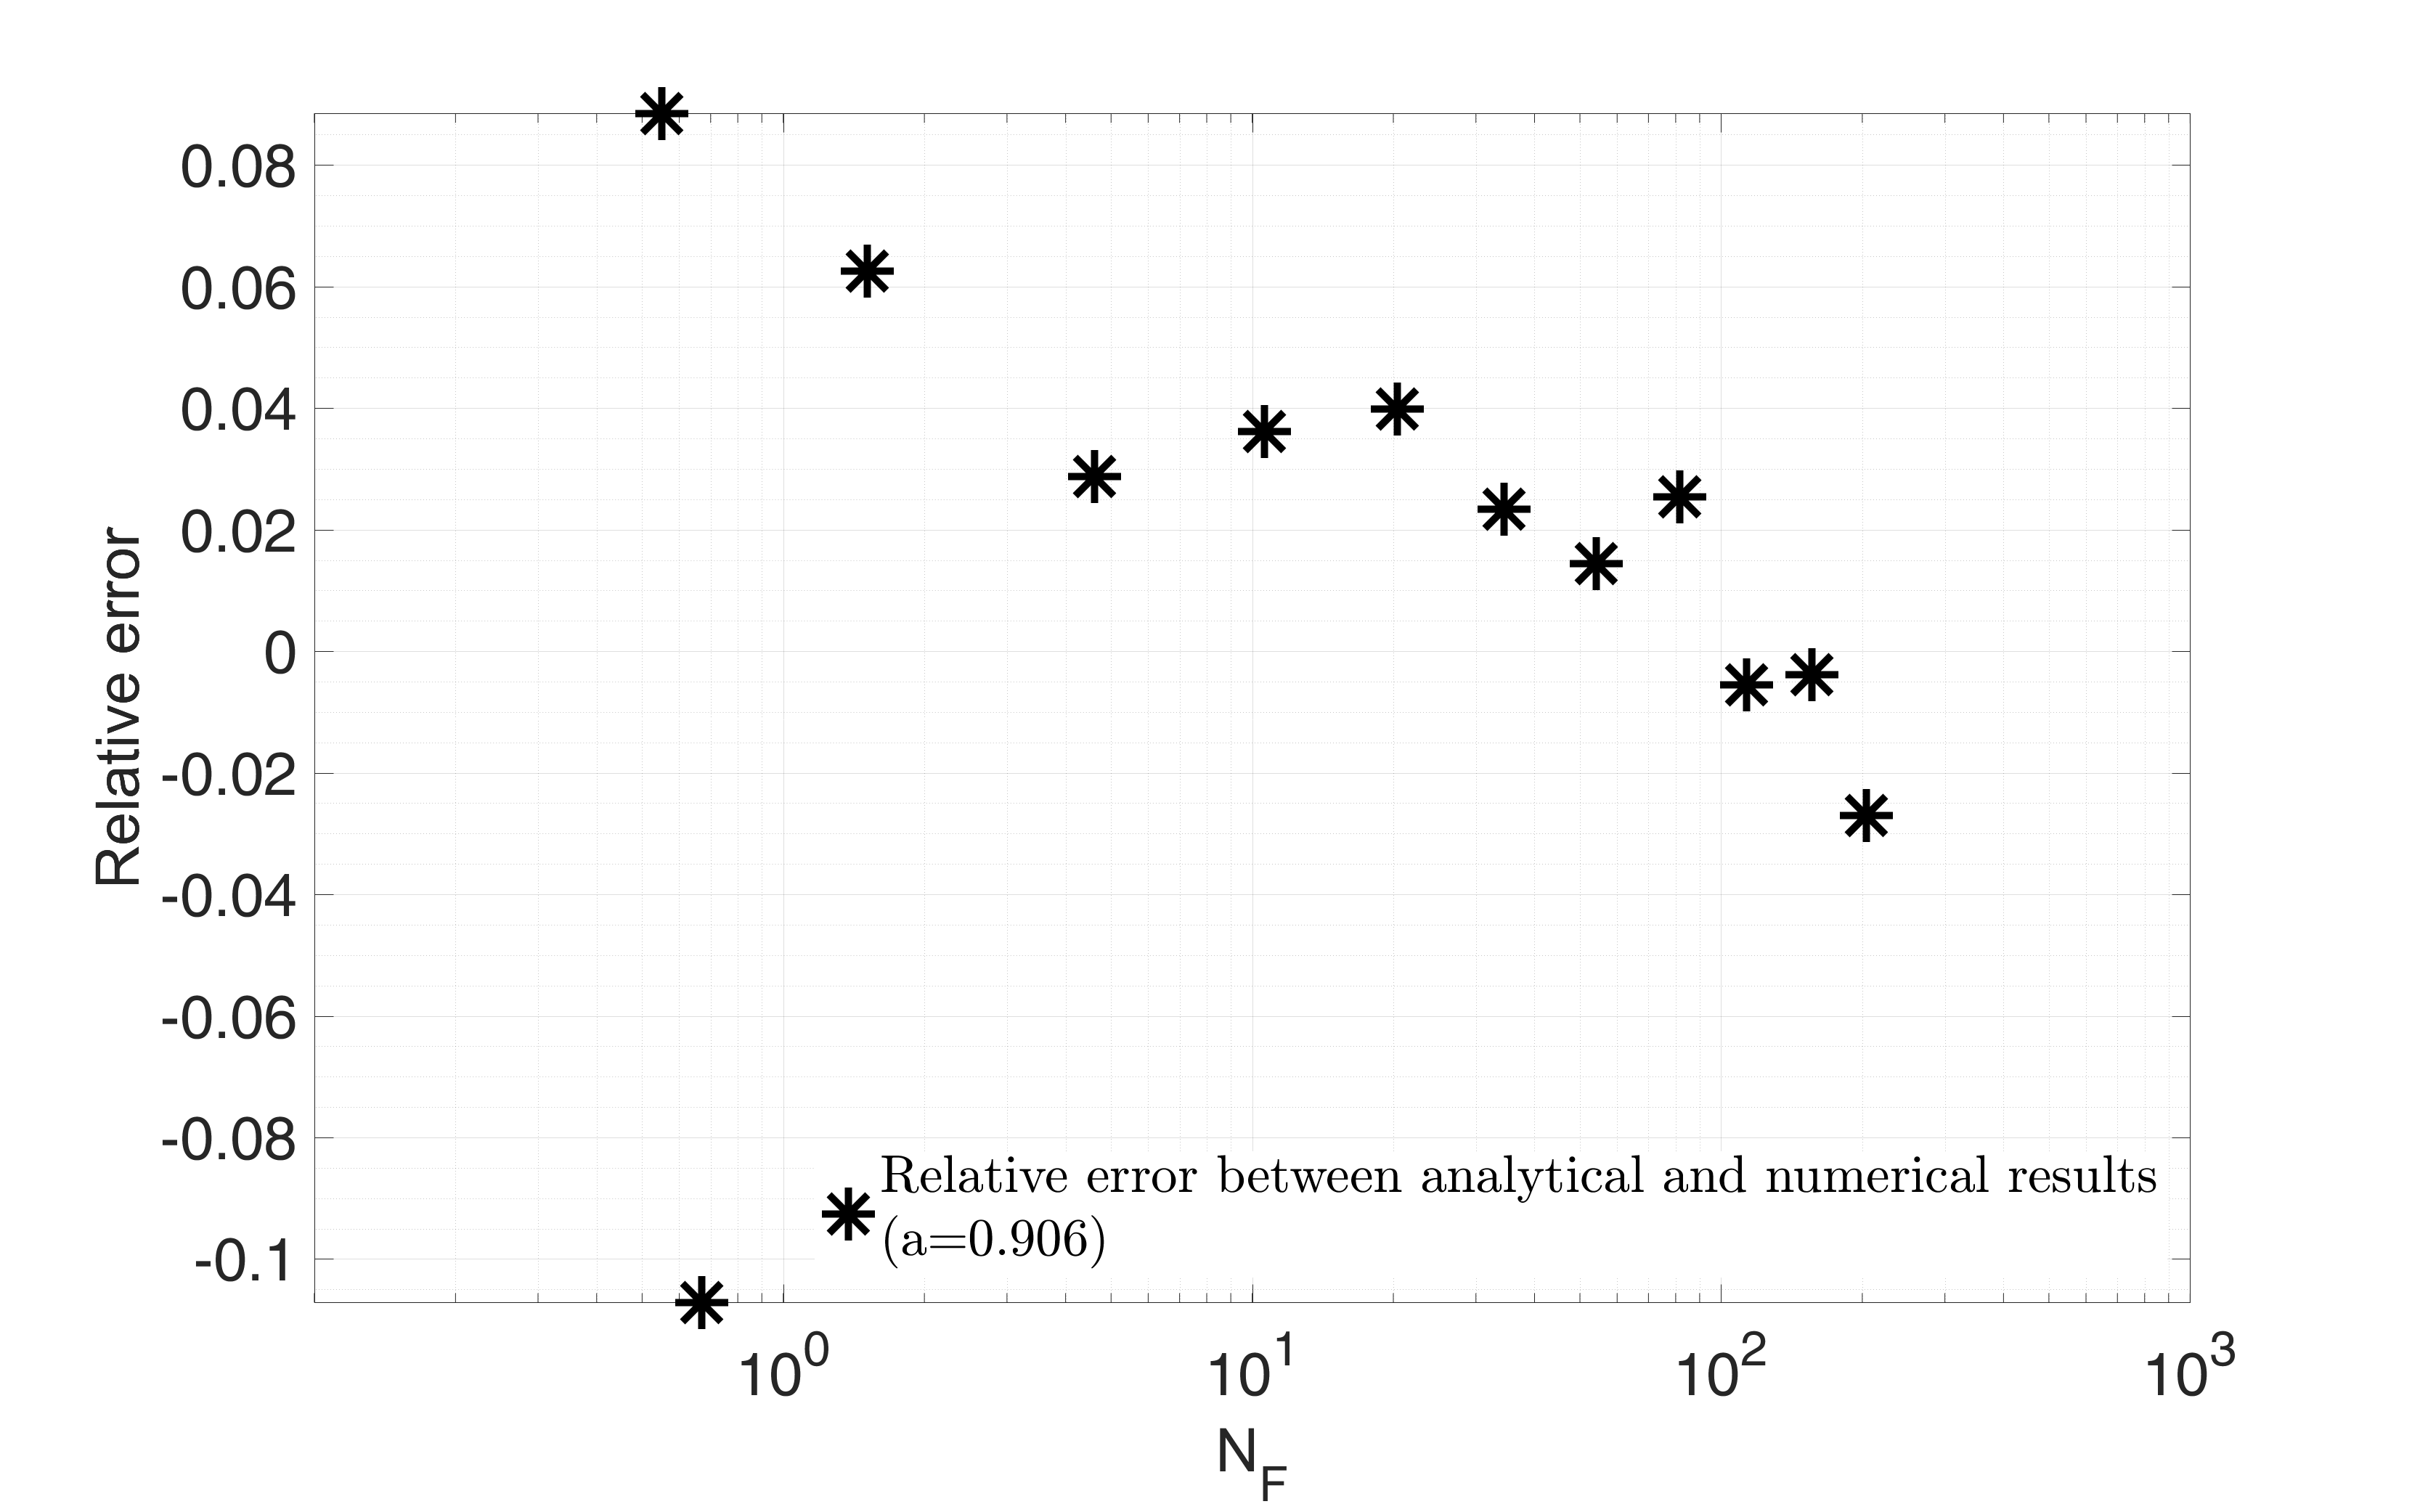 0.08
0.06
0.04
0.02
0
-0.02
-0.04
-0.06
-0.08
-0.1
Relative error
Relative error between analytical and numerical results
(a=0.906)
10^0 10^1 10^2 10^3
N_F